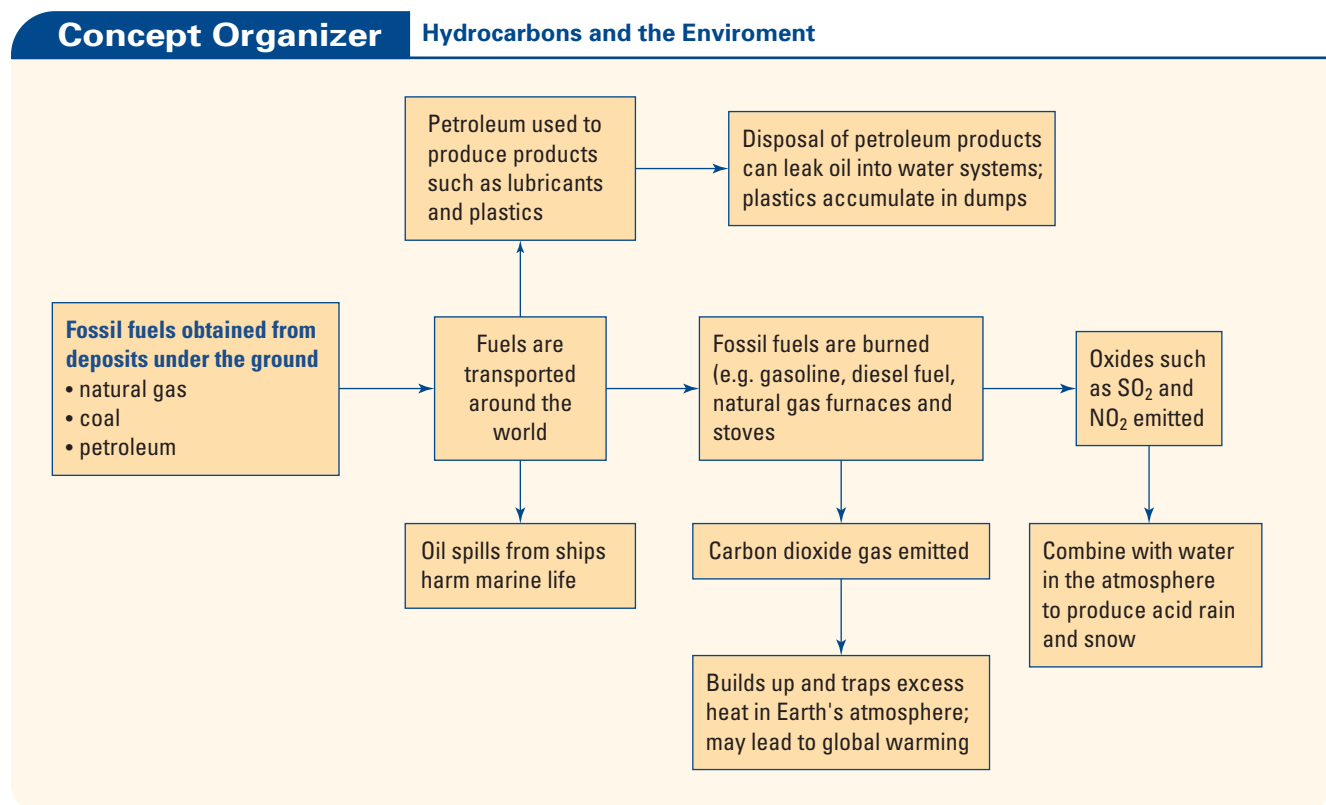 Concept Organizer
Hydrocarbons and the Enviroment
Petroleum used to
produce products
such as lubricants
and plastics
Disposal of petroleum products
can leak oil into water systems;
plastics accumulate in dumps
Fossil fuels obtained from
deposits under the ground
• natural gas
• coal
• petroleum
Fuels are
transported
around the
world
Fossil fuels are burned
(e.g. gasoline, diesel fuel,
natural gas furnaces and
stoves
Oxides such
as SO₂ and
NO₂ emitted
Oil spills from ships
harm marine life
Carbon dioxide gas emitted
Combine with water
in the atmosphere
to produce acid rain
and snow
Builds up and traps excess
heat in Earth's atmosphere;
may lead to global warming